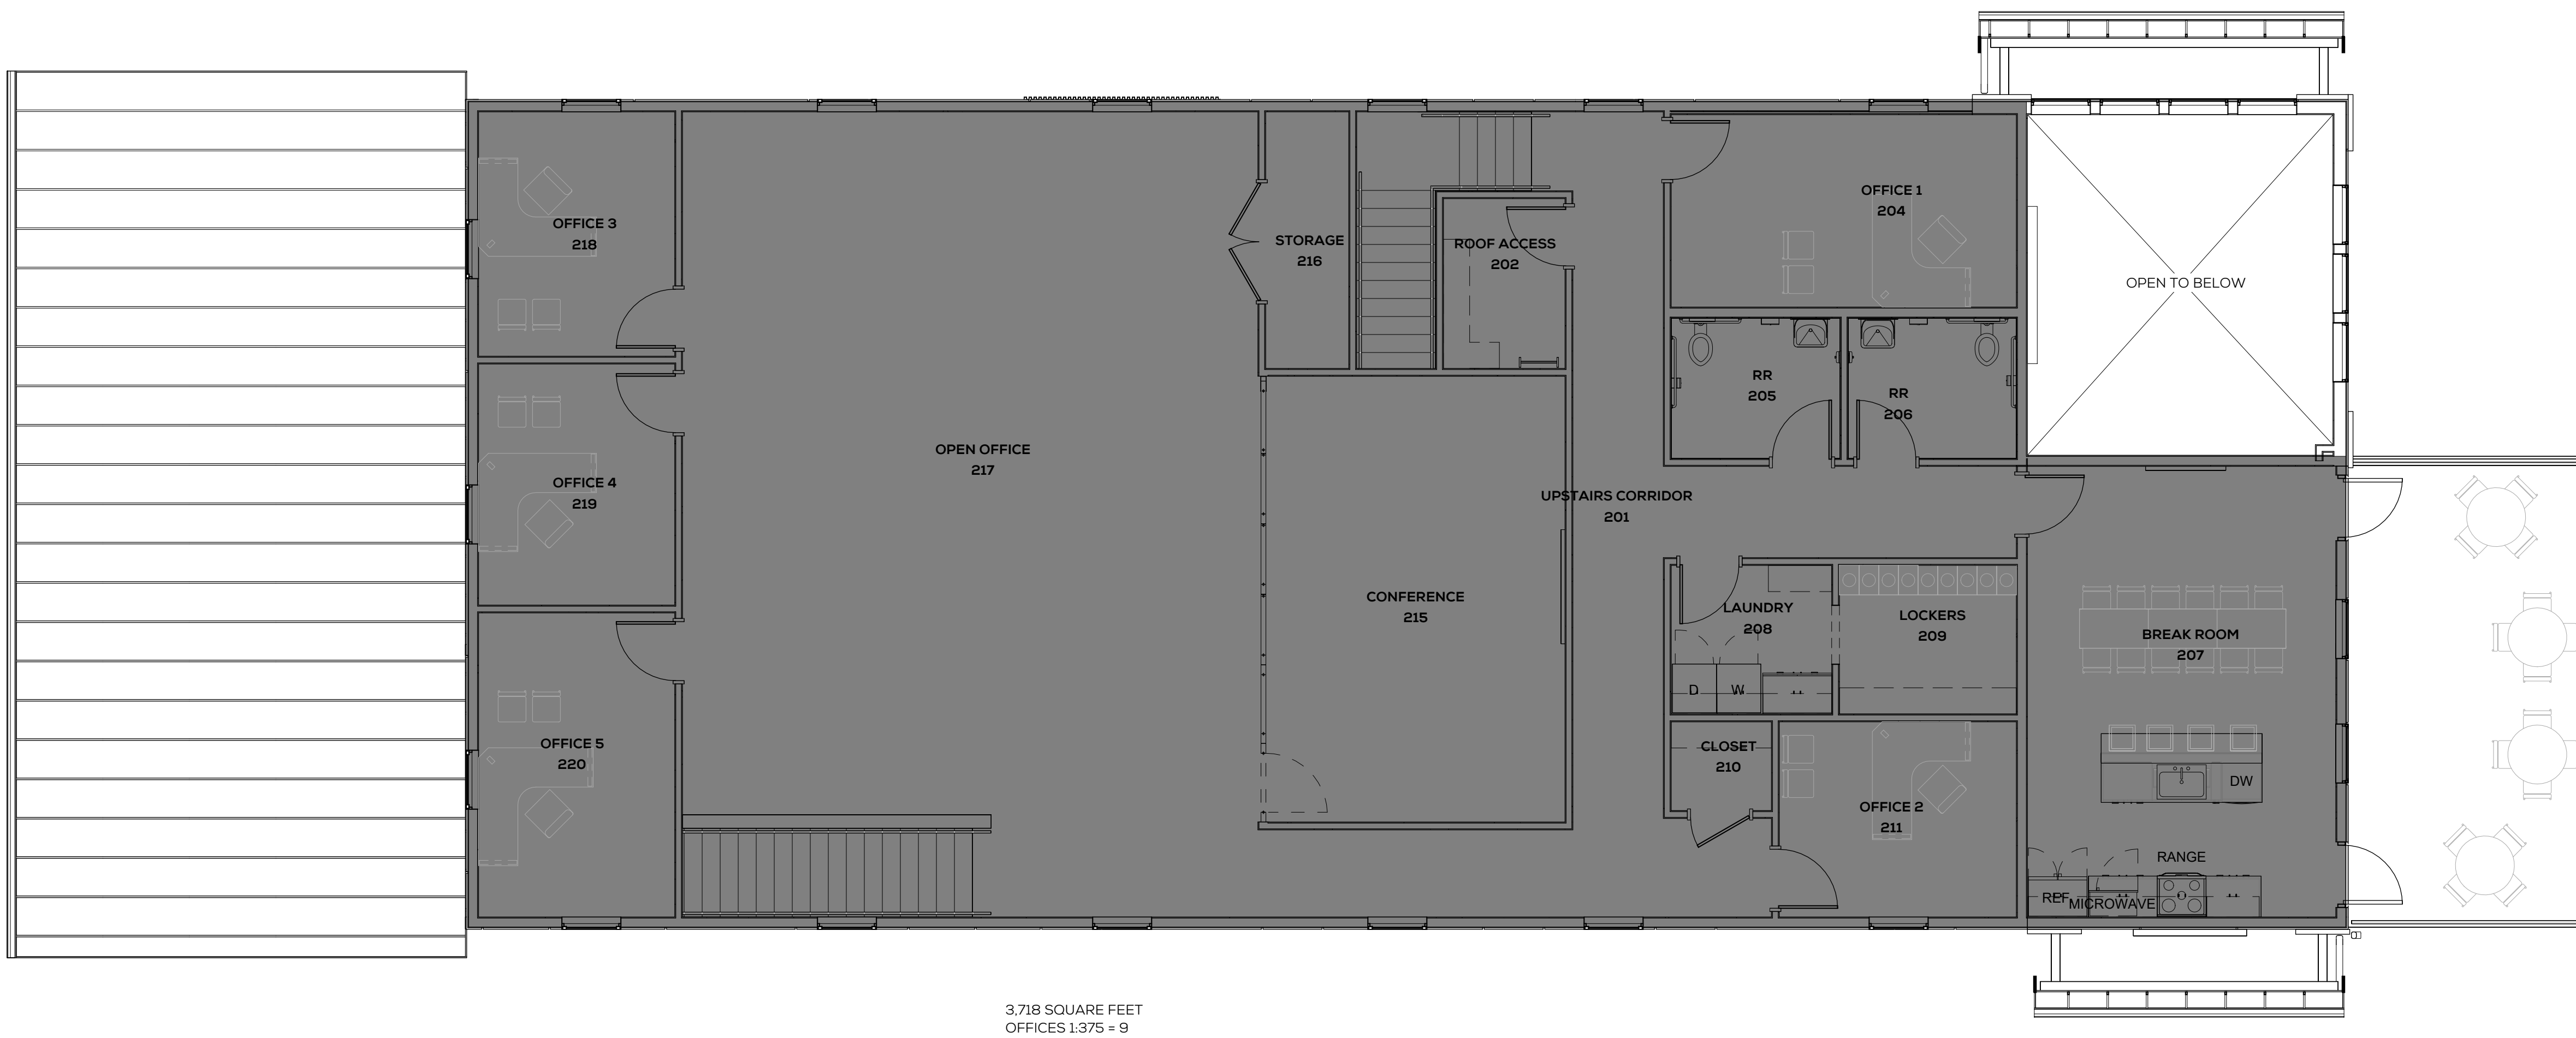 OFFICE 1
204
OFFICE 3
218
STORAGE
216
ROOF ACCESS
202
OPEN TO BELOW
RR
205
RR
206
OPEN OFFICE
217
OFFICE 4
219
UPSTAIRS CORRIDOR
201
CONFERENCE
215
LAUNDRY
208
LOCKERS
209
BREAK ROOM
207
D
W
OFFICE 5
220
CLOSET
210
DW
OFFICE 2
211
RANGE
REF
MICROWAVE
3,718 SQUARE FEET
OFFICES 1:375 = 9